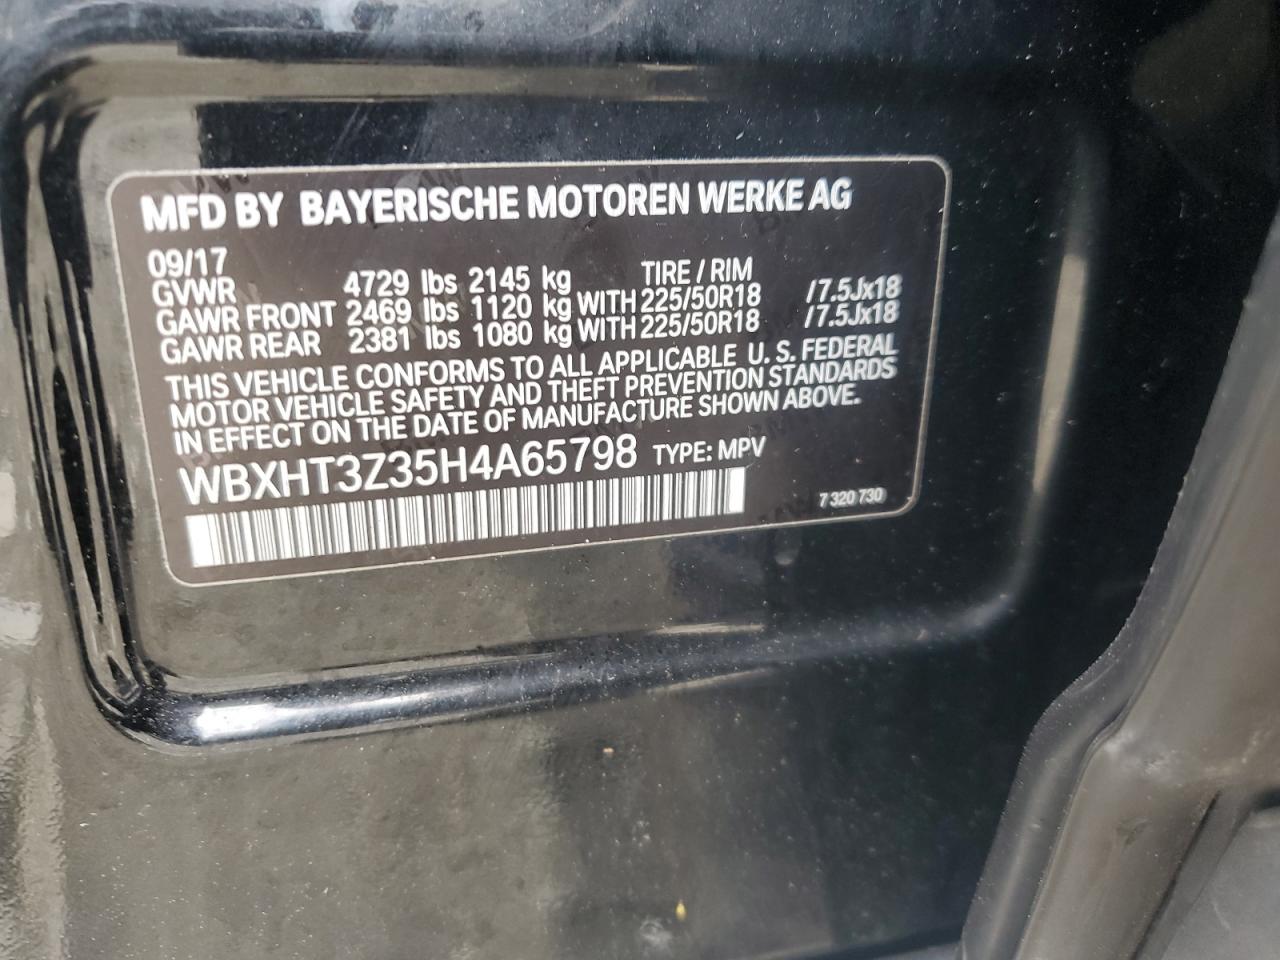 MFD BY BAYERISCHE MOTOREN WERKE AG
09/17 TIRE / RIM
GVWR 4729 lbs 2145 kg
GAWR FRONT 2469 lbs 1120 kg WITH 225/50R18 /7.5Jx18
GAWR REAR 2381 lbs 1080 kg WITH 225/50R18 /7.5Jx18
THIS VEHICLE CONFORMS TO ALL APPLICABLE U. S. FEDERAL
MOTOR VEHICLE SAFETY AND THEFT PREVENTION STANDARDS
IN EFFECT ON THE DATE OF MANUFACTURE SHOWN ABOVE.
WBXHT3Z35H4A65798 TYPE: MPV
7 320 730